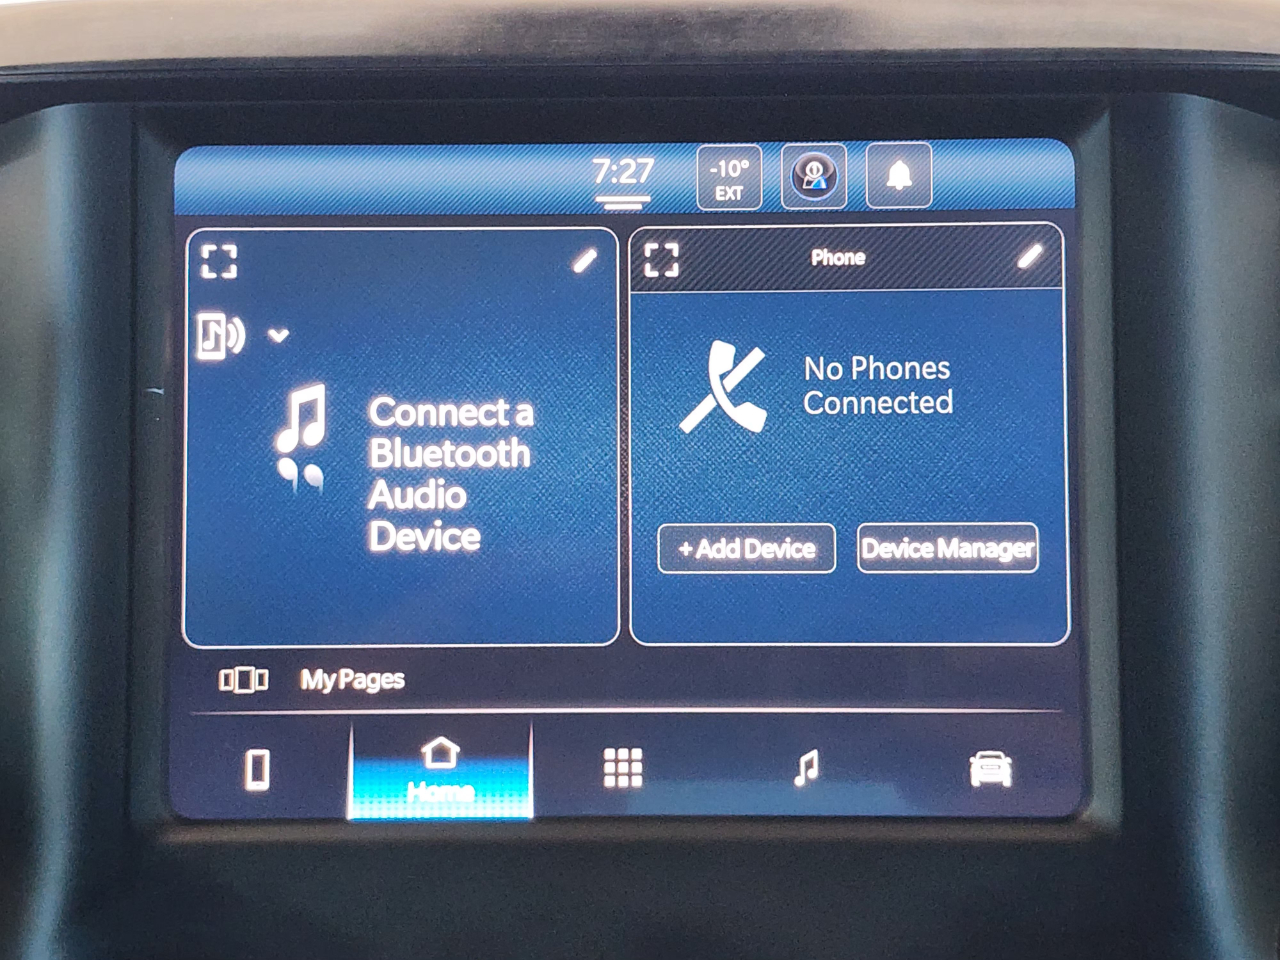 7:27
-10°
EXT
Phone
Connect a
Bluetooth
Audio
Device
No Phones
Connected
+ Add Device
Device Manager
My Pages
Home